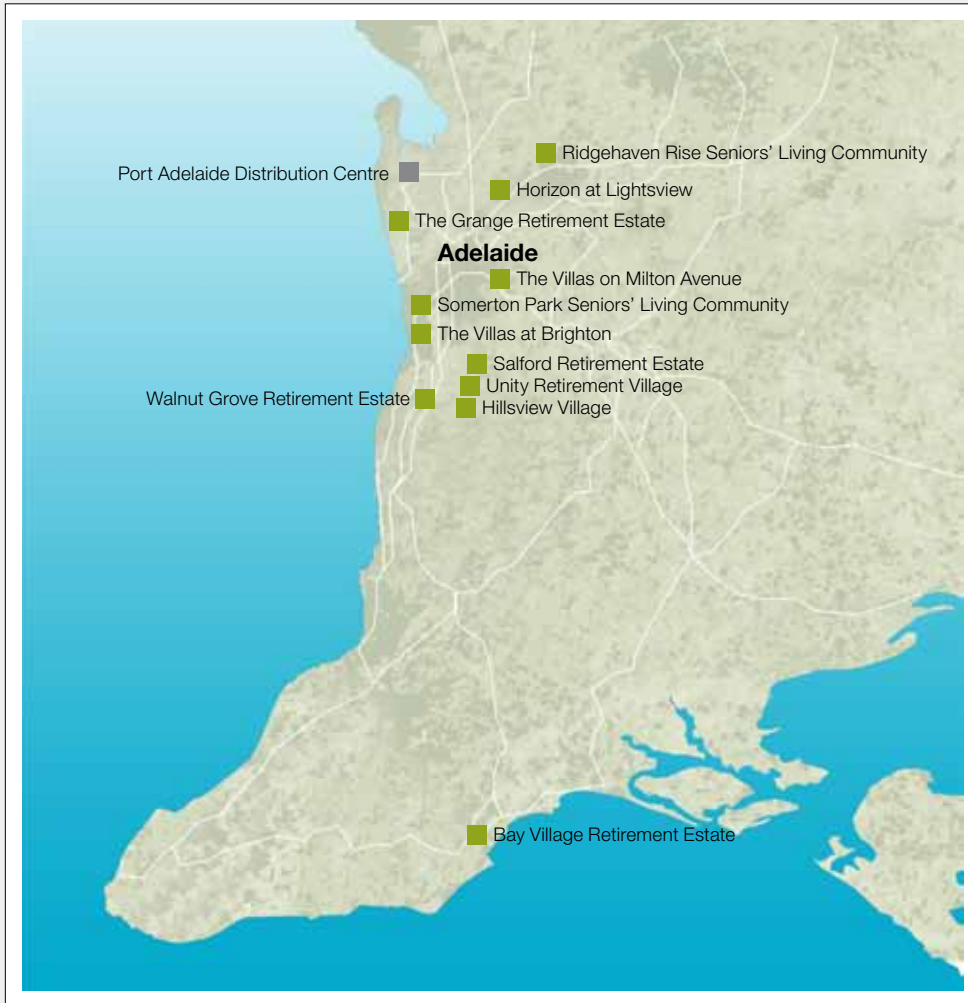 Ridgehaven Rise Seniors’ Living Community
Port Adelaide Distribution Centre
Horizon at Lightsview
The Grange Retirement Estate
Adelaide
The Villas on Milton Avenue
Somerton Park Seniors’ Living Community
The Villas at Brighton
Salford Retirement Estate
Unity Retirement Village
Walnut Grove Retirement Estate
Hillsview Village
Bay Village Retirement Estate